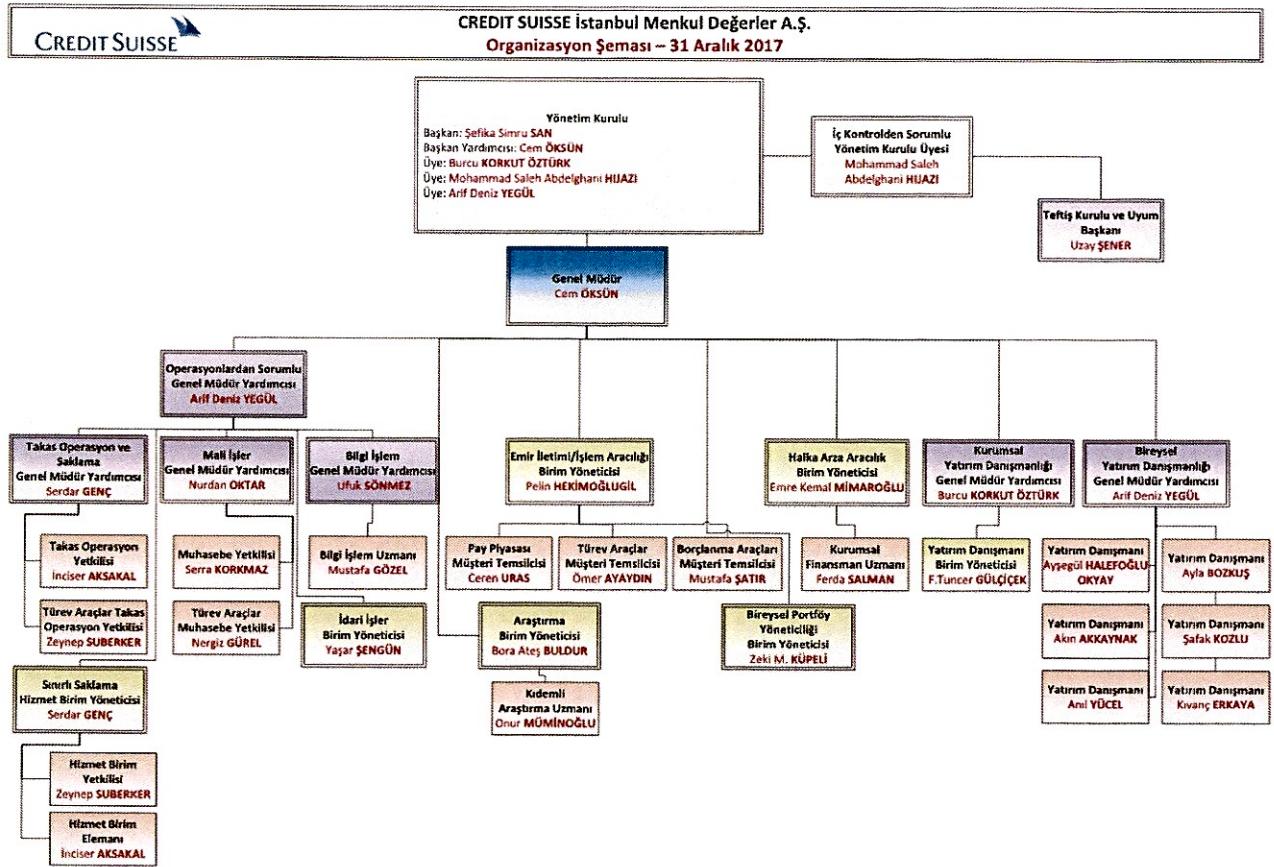 CREDIT SUISSE
CREDIT SUISSE İstanbul Menkul Değerler A.Ş.
Organizasyon Şeması – 31 Aralık 2017
Yönetim Kurulu
Başkan: Şefika Simru SAN
Başkan Yardımcısı: Cem ÖKSÜN
Üye: Burcu KORKUT ÖZTÜRK
Üye: Mohammad Saleh Abdelghani HIJAZI
Üye: Arif Deniz YEGÜL
İç Kontrolden Sorumlu
Yönetim Kurulu Üyesi
Mohammad Saleh
Abdelghani HIJAZI
Teftiş Kurulu ve Uyum
Başkanı
Uzay ŞENER
Genel Müdür
Cem ÖKSÜN
Operasyonlardan Sorumlu
Genel Müdür Yardımcısı
Arif Deniz YEGÜL
Takas Operasyon ve
Saklama
Genel Müdür Yardımcısı
Serdar GENÇ
Mali İşler
Genel Müdür Yardımcısı
Nurdan OKTAR
Bilgi İşlem
Genel Müdür Yardımcısı
Ufuk SÖNMEZ
Emir İletimi/İşlem Aracılığı
Birim Yöneticisi
Pelin HEKİMOĞLUGİL
Halka Arza Aracılık
Birim Yöneticisi
Emre Kemal MİMAROĞLU
Kurumsal
Yatırım Danışmanlığı
Genel Müdür Yardımcısı
Burcu KORKUT ÖZTÜRK
Bireysel
Yatırım Danışmanlığı
Genel Müdür Yardımcısı
Arif Deniz YEGÜL
Takas Operasyon
Yetkilisi
İnciser AKSAKAL
Muhasebe Yetkilisi
Serra KORKMAZ
Bilgi İşlem Uzmanı
Mustafa GÖZEL
Pay Piyasası
Müşteri Temsilcisi
Ceren URAS
Türev Araçlar
Müşteri Temsilcisi
Ömer AYAYDIN
Borçlanma Araçları
Müşteri Temsilcisi
Mustafa ŞATIR
Kurumsal
Finansman Uzmanı
Ferda SALMAN
Yatırım Danışmanı
Birim Yöneticisi
F.Tuncer GÜLÇİÇEK
Yatırım Danışmanı
Ayşegül HALEFOĞLU
OKYAY
Yatırım Danışmanı
Ayla BOZKUŞ
Türev Araçlar Takas
Operasyon Yetkilisi
Zeynep SUBERKER
Türev Araçlar
Muhasebe Yetkilisi
Nergiz GÜREL
İdari İşler
Birim Yöneticisi
Yaşar ŞENGÜN
Araştırma
Birim Yöneticisi
Bora Ateş BULDUR
Bireysel Portföy
Yöneticiliği
Birim Yöneticisi
Zeki M. KÜPELİ
Yatırım Danışmanı
Akın AKKAYNAK
Yatırım Danışmanı
Şafak KOZLU
Sınırlı Saklama
Hizmet Birim Yöneticisi
Serdar GENÇ
Kıdemli
Araştırma Uzmanı
Onur MÜMİNOĞLU
Yatırım Danışmanı
Anıl YÜCEL
Yatırım Danışmanı
Kıvanç ERKAYA
Hizmet Birim
Yetkilisi
Zeynep SUBERKER
Hizmet Birim
Elemanı
İnciser AKSAKAL